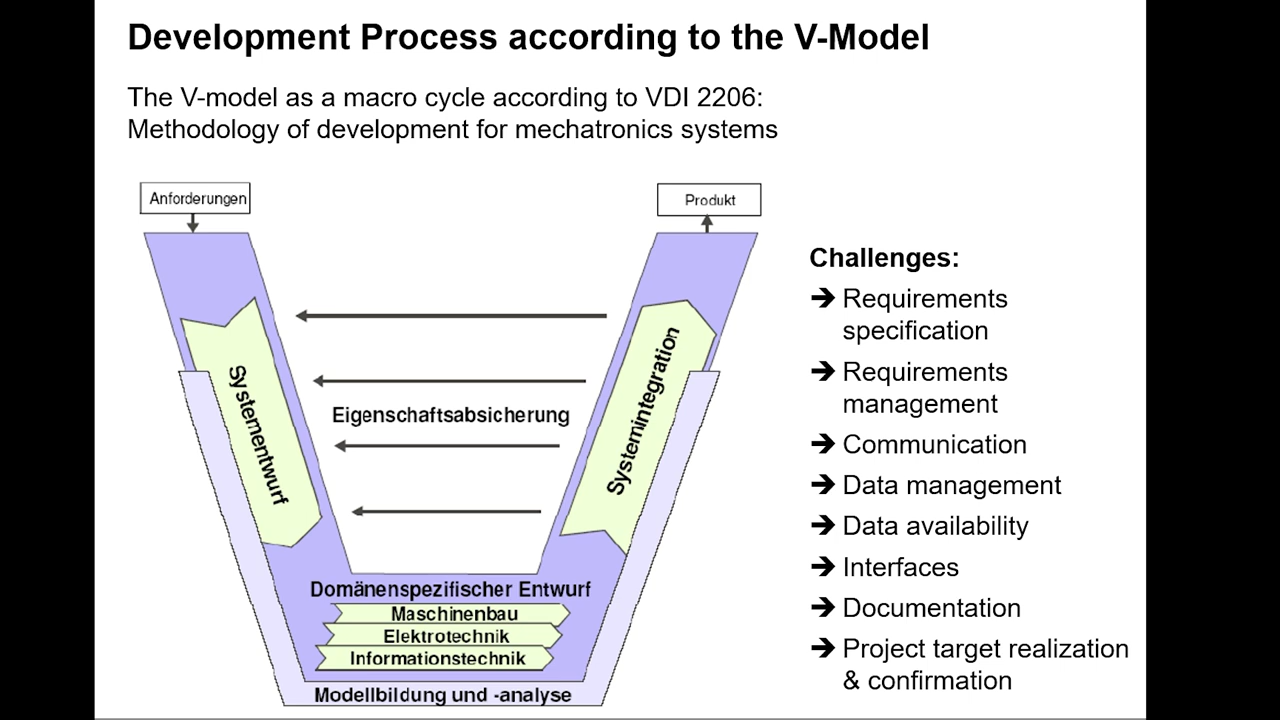 Development Process according to the V-Model
The V-model as a macro cycle according to VDI 2206:
Methodology of development for mechatronics systems
Anforderungen
Produkt
Systementwurf
Eigenschaftsabsicherung
Systemintegration
Domänenspezifischer Entwurf
Maschinenbau
Elektrotechnik
Informationstechnik
Modellbildung und -analyse
Challenges:
➔ Requirements
specification
➔ Requirements
management
➔ Communication
➔ Data management
➔ Data availability
➔ Interfaces
➔ Documentation
➔ Project target realization
& confirmation